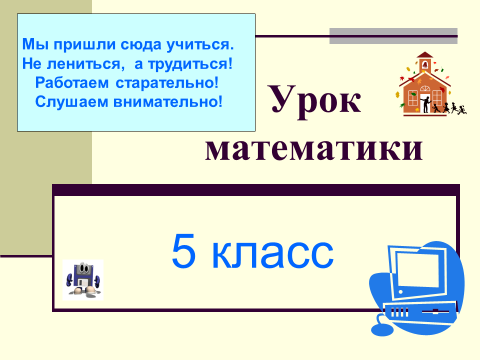 Мы пришли сюда учиться.
Не лениться, а трудиться!
Работаем старательно!
Слушаем внимательно!
Урок
математики
5 класс